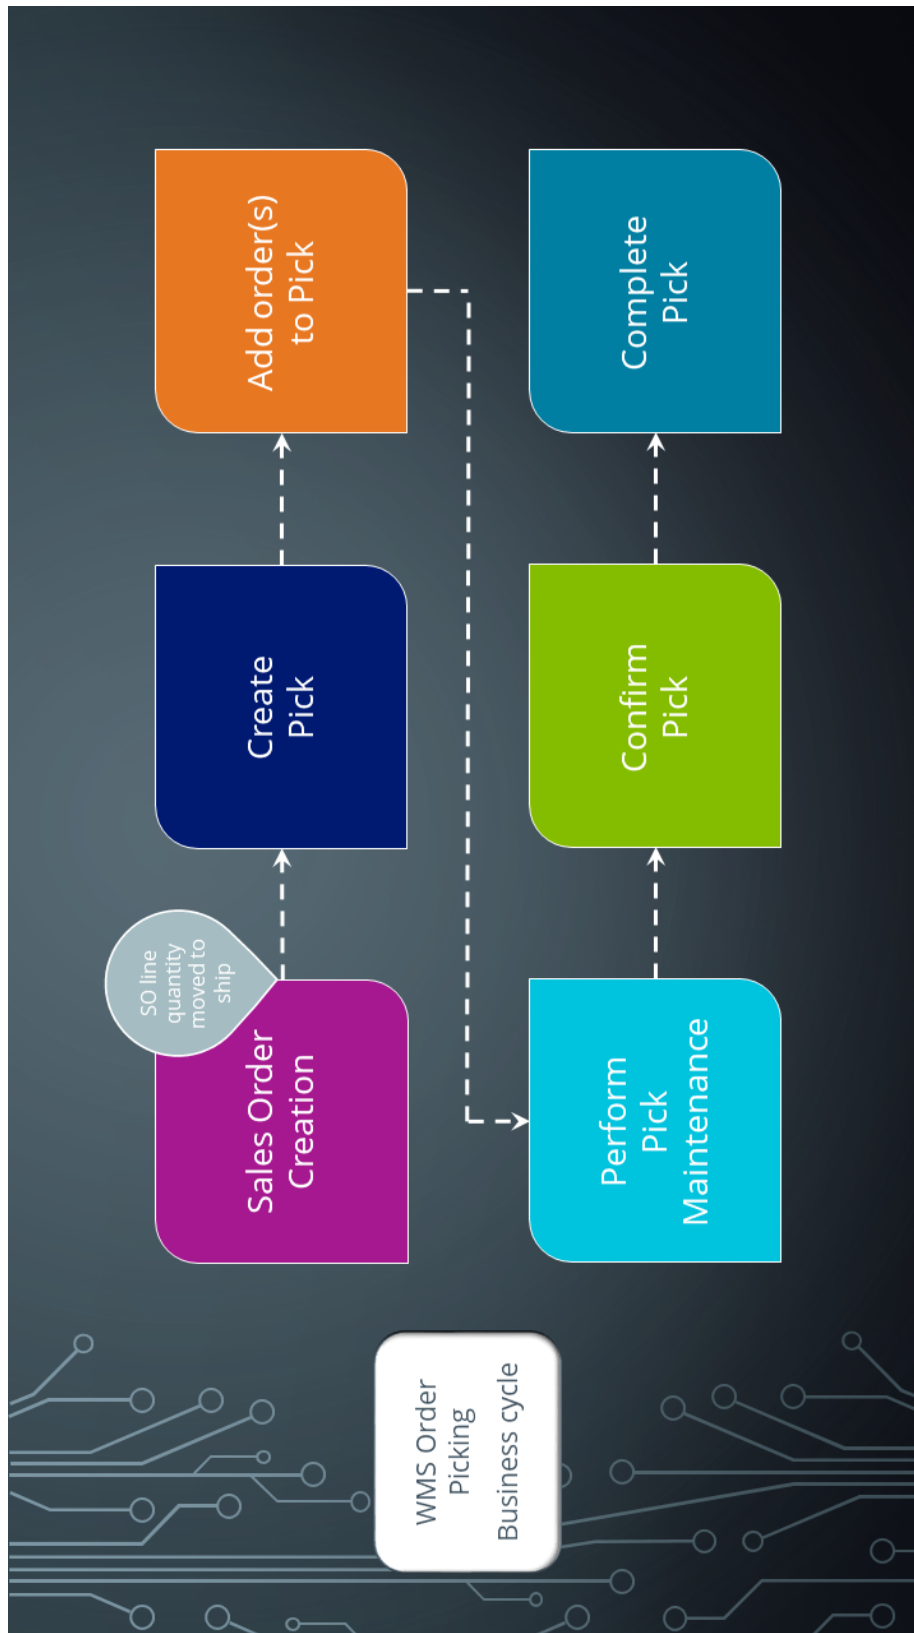 WMS Order
Picking
Business cycle
SO line
quantity
moved to
ship
Sales Order
Creation
Create
Pick
Add order(s)
to Pick
Perform
Pick
Maintenance
Confirm
Pick
Complete
Pick